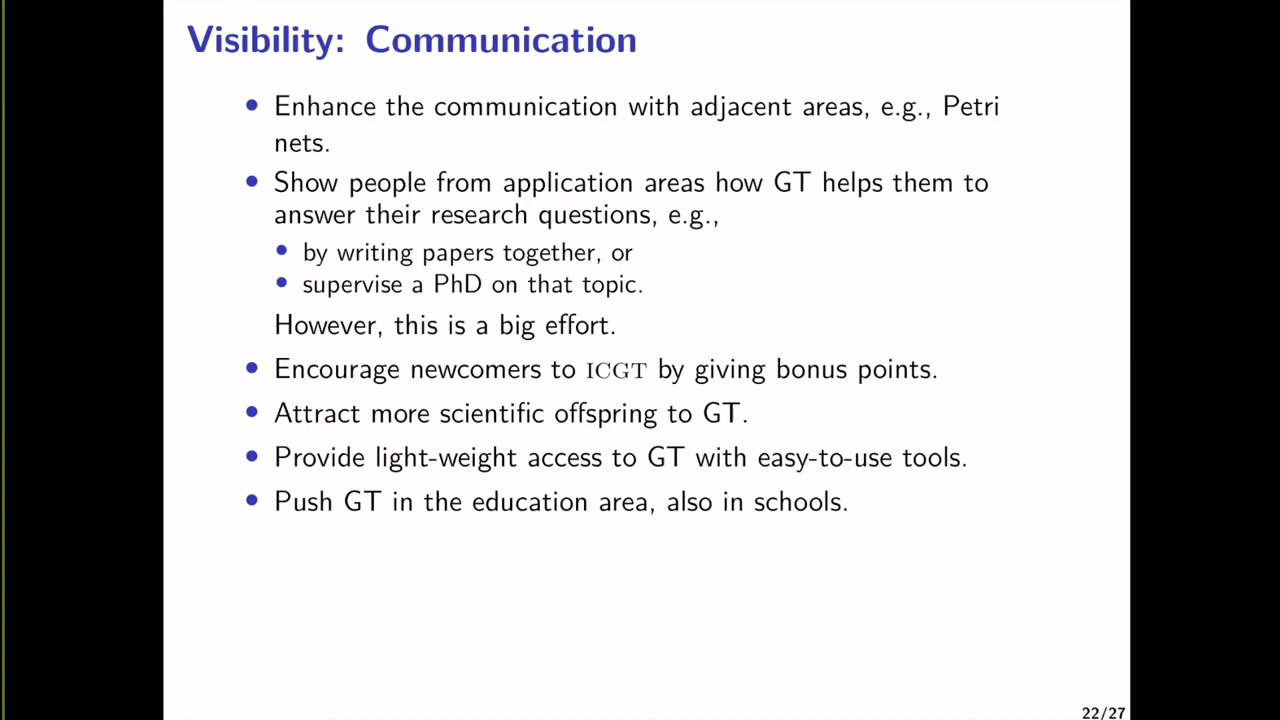 Visibility: Communication
• Enhance the communication with adjacent areas, e.g., Petri
nets.
• Show people from application areas how GT helps them to
answer their research questions, e.g.,
• by writing papers together, or
• supervise a PhD on that topic.
However, this is a big effort.
• Encourage newcomers to ICGT by giving bonus points.
• Attract more scientific offspring to GT.
• Provide light-weight access to GT with easy-to-use tools.
• Push GT in the education area, also in schools.
22/27